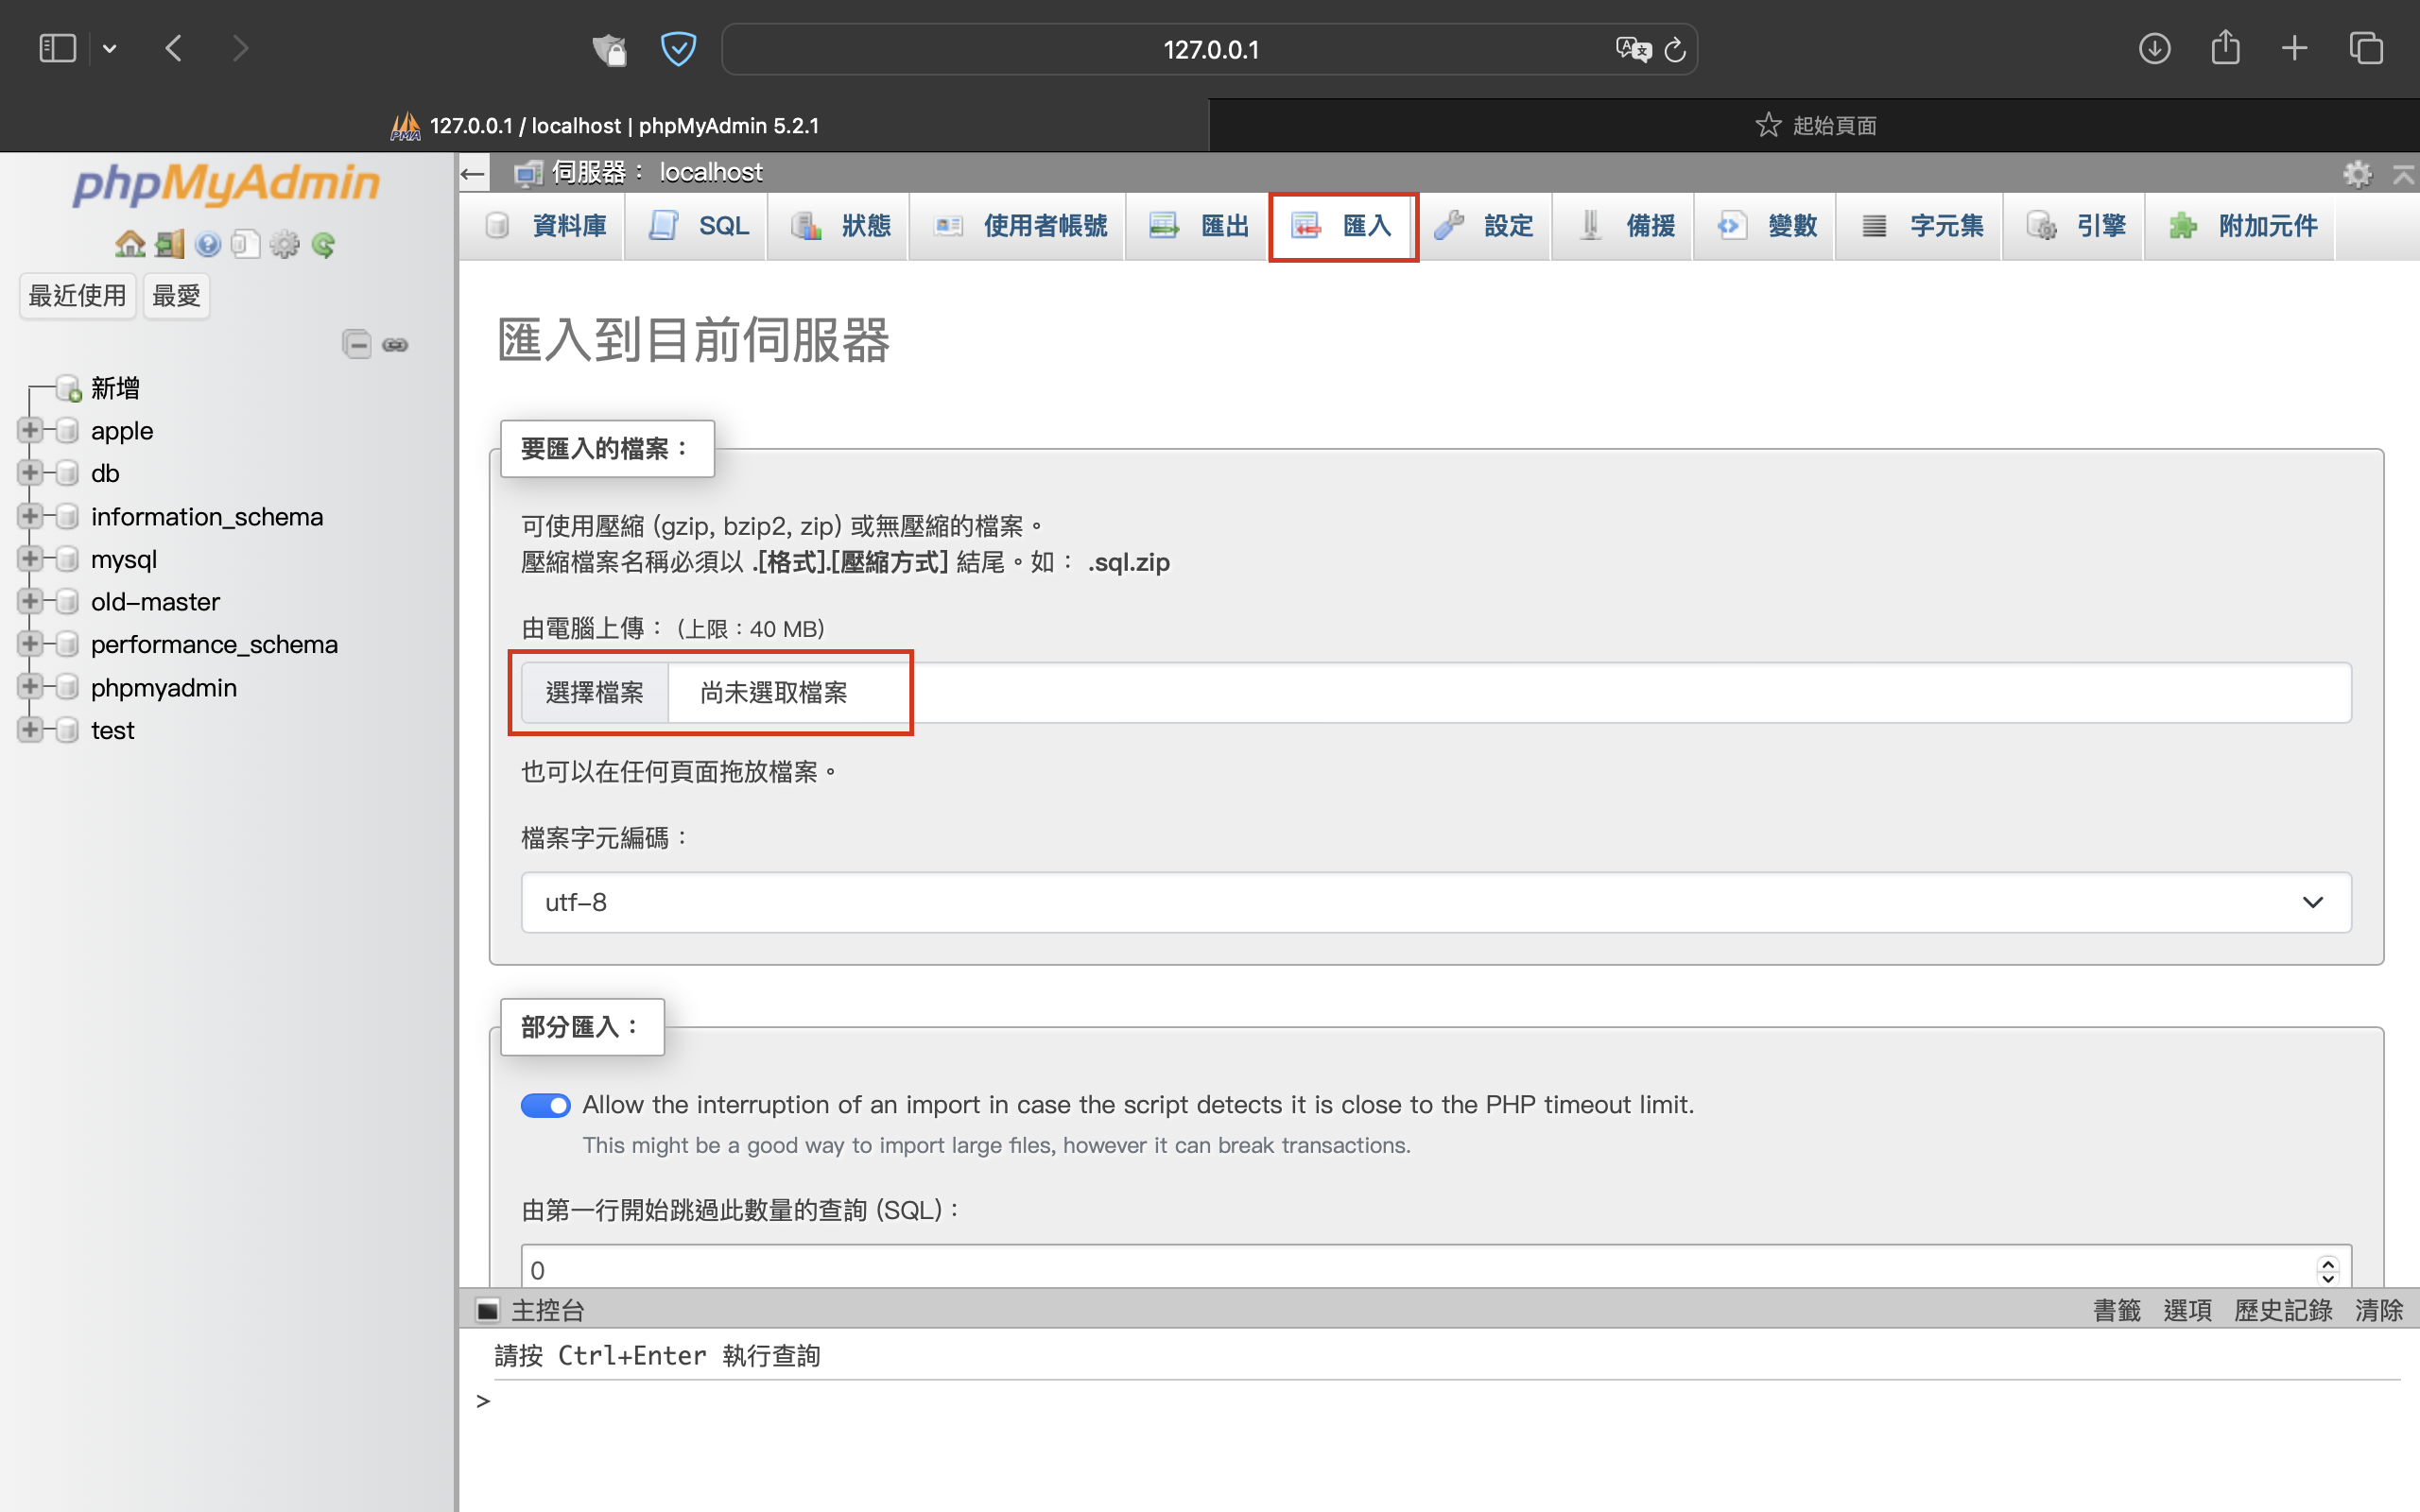 127.0.0.1
127.0.0.1 / localhost | phpMyAdmin 5.2.1
起始頁面
phpMyAdmin
最近使用 最愛
新增
apple
db
information_schema
mysql
old-master
performance_schema
phpmyadmin
test
伺服器： localhost
資料庫 SQL 狀態 使用者帳號 匯出 匯入 設定 備援 變數 字元集 引擎 附加元件
匯入到目前伺服器
要匯入的檔案：
可使用壓縮 (gzip, bzip2, zip) 或無壓縮的檔案。
壓縮檔案名稱必須以 .[格式].[壓縮方式] 結尾。如： .sql.zip
由電腦上傳： (上限：40 MB)
選擇檔案 尚未選取檔案
也可以在任何頁面拖放檔案。
檔案字元編碼：
utf-8
部分匯入：
Allow the interruption of an import in case the script detects it is close to the PHP timeout limit.
This might be a good way to import large files, however it can break transactions.
由第一行開始跳過此數量的查詢 (SQL)：
0
主控台 書籤 選項 歷史記錄 清除
請按 Ctrl+Enter 執行查詢
>